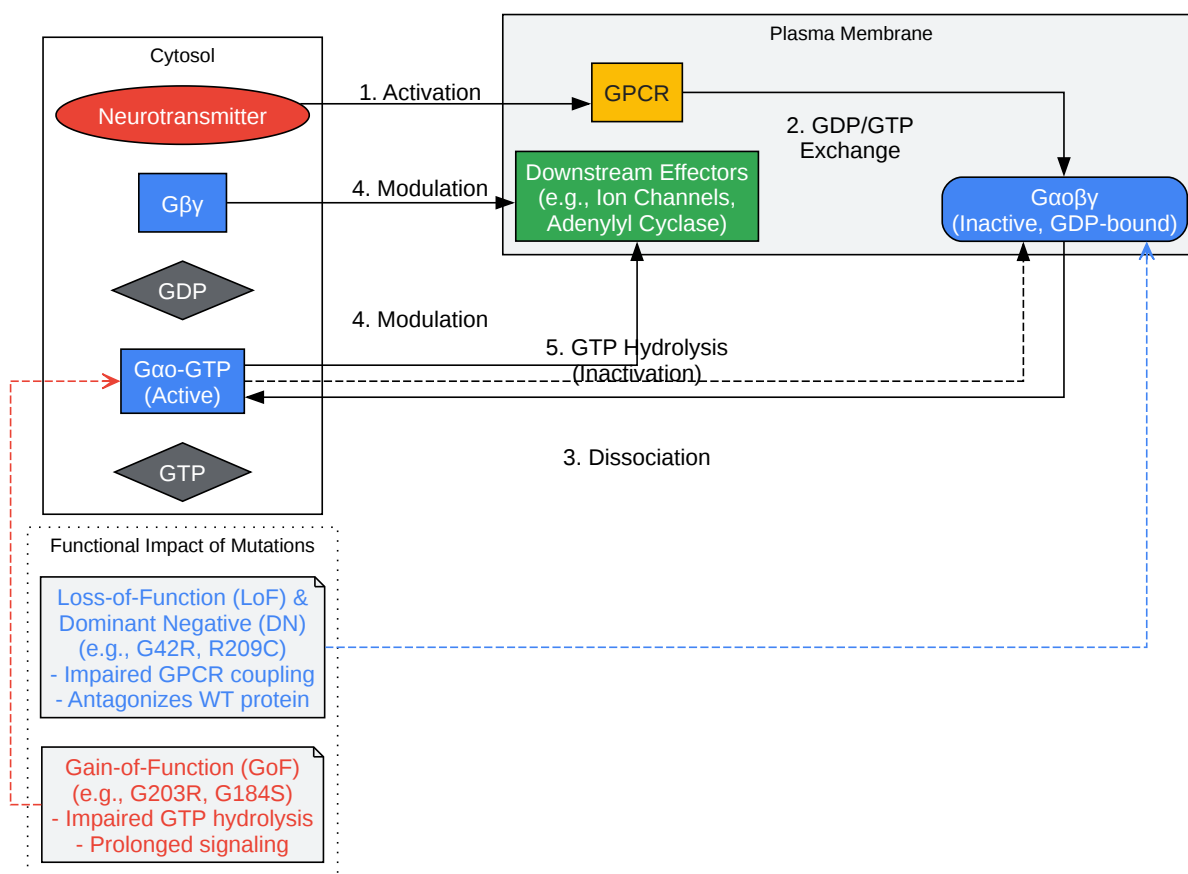 Cytosol
Neurotransmitter
Gβγ
GDP
Gαo-GTP
(Active)
GTP
1. Activation
4. Modulation
4. Modulation
5. GTP Hydrolysis
(Inactivation)
3. Dissociation
Plasma Membrane
GPCR
2. GDP/GTP
Exchange
Downstream Effectors
(e.g., Ion Channels,
Adenylyl Cyclase)
Gαoβγ
(Inactive, GDP-bound)
Functional Impact of Mutations
Loss-of-Function (LoF) &
Dominant Negative (DN)
(e.g., G42R, R209C)
- Impaired GPCR coupling
- Antagonizes WT protein
Gain-of-Function (GoF)
(e.g., G203R, G184S)
- Impaired GTP hydrolysis
- Prolonged signaling